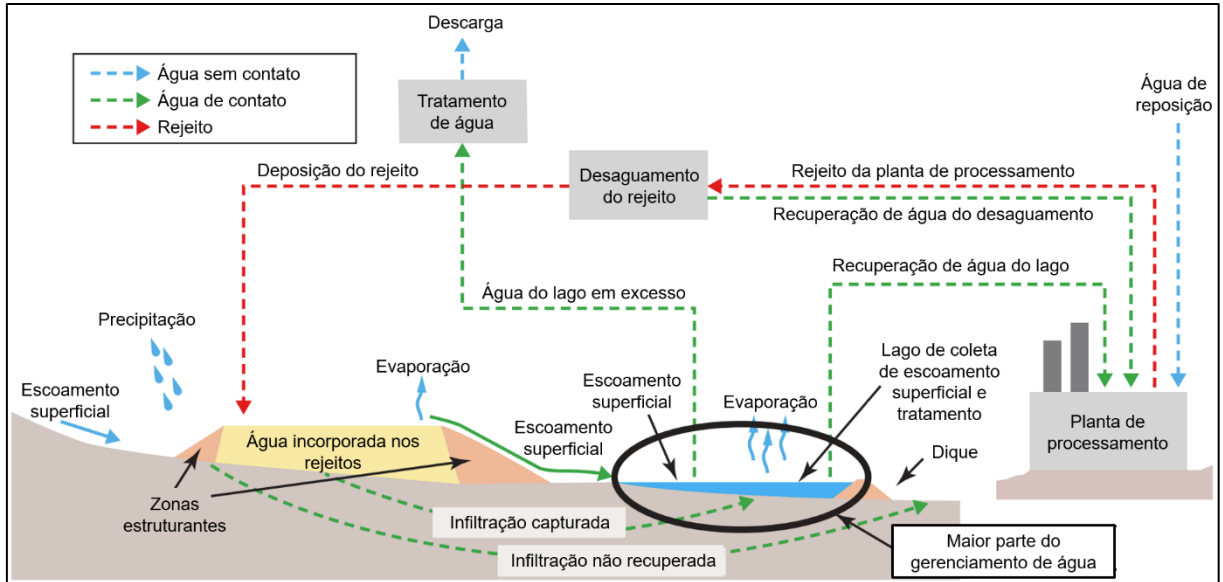 Descarga
Água sem contato
Água de contato
Rejeito
Tratamento
de água
Água de
reposição
Deposição do rejeito
Desaguamento
do rejeito
Rejeito da planta de processamento
Recuperação de água do desaguamento
Água do lago em excesso
Recuperação de água do lago
Precipitação
Escoamento
superficial
Evaporação
Escoamento
superficial
Escoamento
superficial
Evaporação
Lago de coleta
de escoamento
superficial e
tratamento
Planta de
processamento
Água incorporada nos
rejeitos
Dique
Zonas
estruturantes
Infiltração capturada
Infiltração não recuperada
Maior parte do
gerenciamento de água